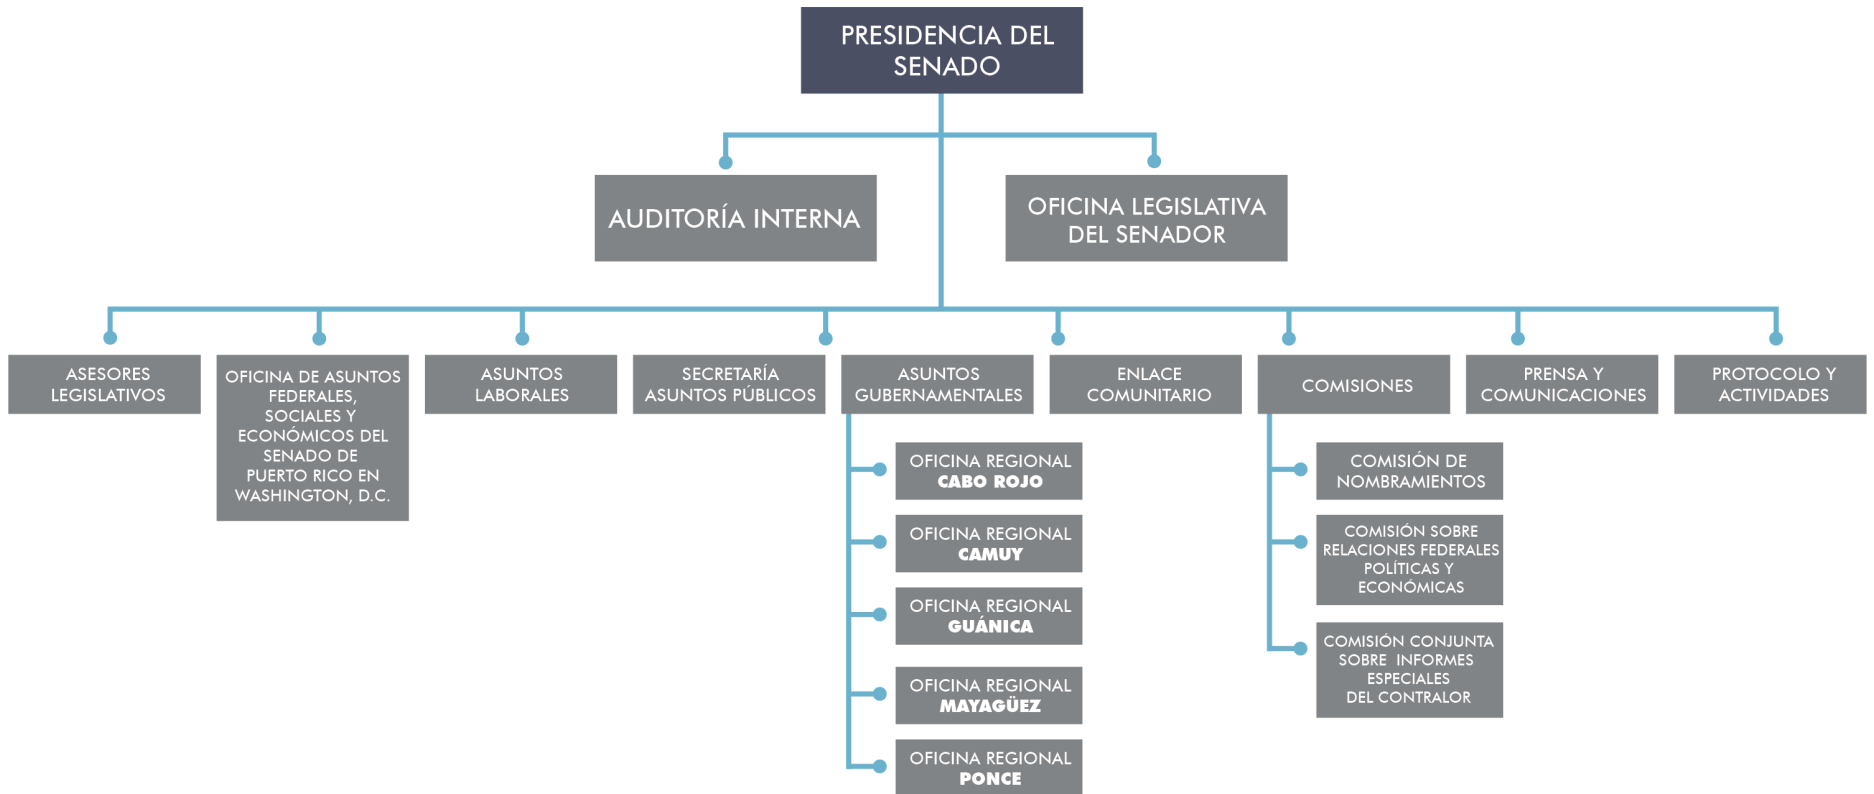 PRESIDENCIA DEL
SENADO
AUDITORÍA INTERNA
OFICINA LEGISLATIVA
DEL SENADOR
ASESORES
LEGISLATIVOS
OFICINA DE ASUNTOS
FEDERALES,
SOCIALES Y
ECONÓMICOS DEL
SENADO DE
PUERTO RICO EN
WASHINGTON, D.C.
ASUNTOS
LABORALES
SECRETARÍA
ASUNTOS PÚBLICOS
ASUNTOS
GUBERNAMENTALES
OFICINA REGIONAL
CABO ROJO
OFICINA REGIONAL
CAMUY
OFICINA REGIONAL
GUÁNICA
OFICINA REGIONAL
MAYAGÜEZ
OFICINA REGIONAL
PONCE
ENLACE
COMUNITARIO
COMISIONES
COMISIÓN DE
NOMBRAMIENTOS
COMISIÓN SOBRE
RELACIONES FEDERALES
POLÍTICAS Y
ECONÓMICAS
COMISIÓN CONJUNTA
SOBRE INFORMES
ESPECIALES
DEL CONTRALOR
PRENSA Y
COMUNICACIONES
PROTOCOLO Y
ACTIVIDADES